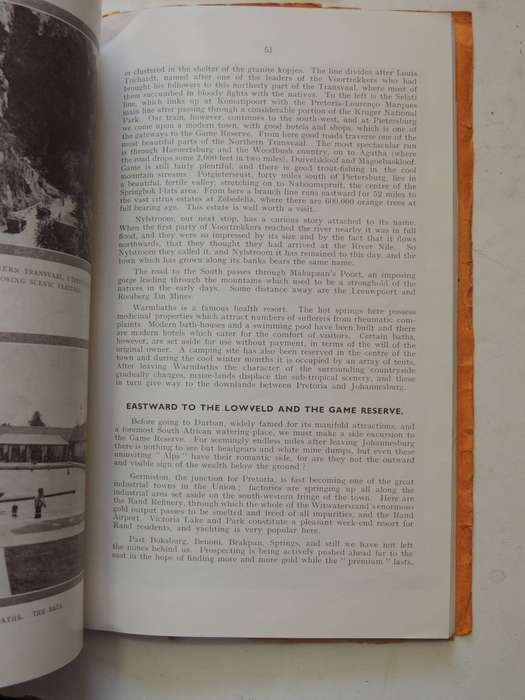 51
or clustered in the shelter of the granite kopjes. The line divides after Louis
Trichardt, named after one of the leaders of the Voortrekkers who had
brought his followers to this northerly part of the Transvaal, where most of
them succumbed in bloody fights with the natives. To the left is the Selati
line, which links up at Komatipoort with the Pretoria-Lourenço Marques
main line after passing through a considerable portion of the Kruger National
Park. Our train, however, continues to the south-west, and at Pietersburg
we come upon a modern town, with good hotels and shops, which is one of
the gateways to the Game Reserve. From here good roads traverse one of the
most beautiful parts of the Northern Transvaal. The most spectacular run
is through Haenertsburg and the Woodbush country, on to Agatha (where
the road drops some 2,000 feet in two miles), Duivelskloof and Magoebaskloof.
Game is still fairly plentiful, and there is good trout-fishing in the cool
mountain streams. Potgietersrust, forty miles south of Pietersburg, lies in
a beautiful, fertile valley, stretching on to Naboomspruit, the centre of the
Springbok Flats area. From here a branch line runs eastward for 52 miles to
the vast citrus estates at Zebedelia, where there are 600,000 orange trees at
full bearing age. This estate is well worth a visit.
Nylstroom, our next stop, has a curious story attached to its name.
When the first party of Voortrekkers reached the river nearby it was in full
flood, and they were so impressed by its size and by the fact that it flows
northwards, that they thought they had arrived at the River Nile. So
Nylstroom they called it, and Nylstroom it has remained to this day, and the
town which has grown along its banks bears the same name.
The road to the South passes through Makapaan's Poort, an imposing
gorge leading through the mountains which used to be a stronghold of the
natives in the early days. Some distance away are the Leeuwpoort and
Rooiberg Tin Mines.
Warmbaths is a famous health resort. The hot springs here possess
medicinal properties which attract numbers of sufferers from rheumatic com-
plaints. Modern bath-houses and a swimming pool have been built and there
are modern hotels which cater for the comfort of visitors. Certain baths,
however, are set aside for use without payment, in terms of the will of the
original owner. A camping site has also been reserved in the centre of the
town and during the cool winter months it is occupied by an array of tents.
After leaving Warmbaths the character of the surrounding countryside
gradually changes, maize-lands displace the sub-tropical scenery, and these
in turn give way to the downlands between Pretoria and Johannesburg.
EASTWARD TO THE LOWVELD AND THE GAME RESERVE.
Before going to Durban, widely famed for its manifold attractions, and
a foremost South African watering place, we must make a side excursion to
the Game Reserve. For seemingly endless miles after leaving Johannesburg
there is nothing to see but headgears and white mine dumps, but even these
uninviting "Alps" have their romantic side, for are they not the outward
and visible sign of the wealth below the ground?
Germiston, the junction for Pretoria, is fast becoming one of the great
industrial towns in the Union; factories are springing up all along the
industrial area set aside on the south-western fringe of the town. Here are
the Rand Refinery, through which the whole of the Witwatersrand's enormous
gold output passes to be smelted and freed of all impurities, and the Rand
Airport. Victoria Lake and Park constitute a pleasant week-end resort for
Rand residents, and yachting is very popular here.
Past Boksburg, Benoni, Brakpan, Springs, and still we have not left
the mines behind us. Prospecting is being actively pushed ahead far to the
east in the hope of finding more and more gold while the "premium" lasts,
ERN TRANSVAAL,
OSING SCENIC
ATHS. THE BATH